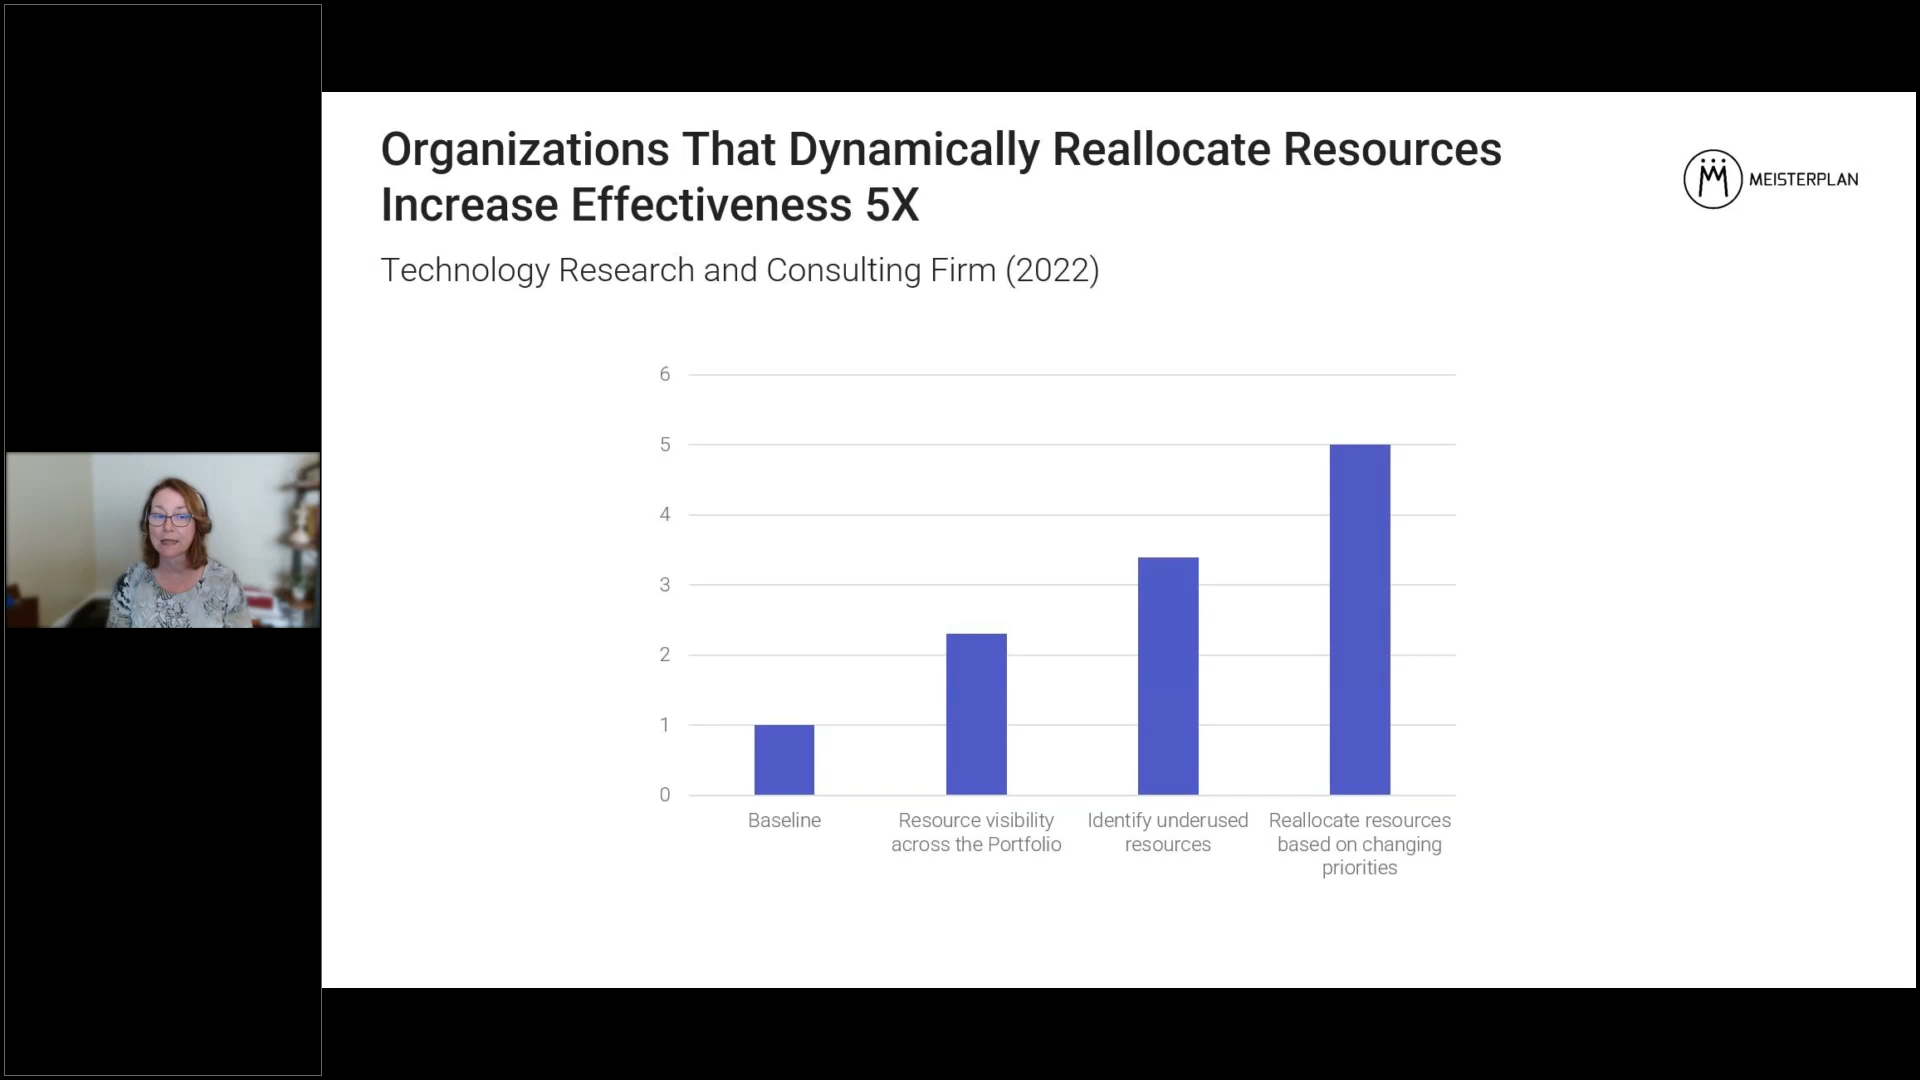 Organizations That Dynamically Reallocate Resources
Increase Effectiveness 5X
MEISTERPLAN
Technology Research and Consulting Firm (2022)
6
5
4
3
2
1
0
Baseline
Resource visibility
across the Portfolio
Identify underused
resources
Reallocate resources
based on changing
priorities